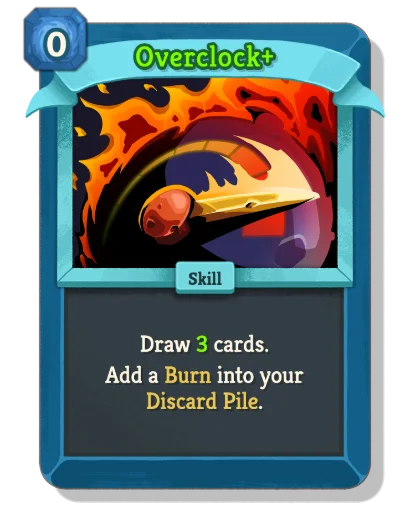 0
Overclock+
Skill
Draw 3 cards.
Add a Burn into your
Discard Pile.